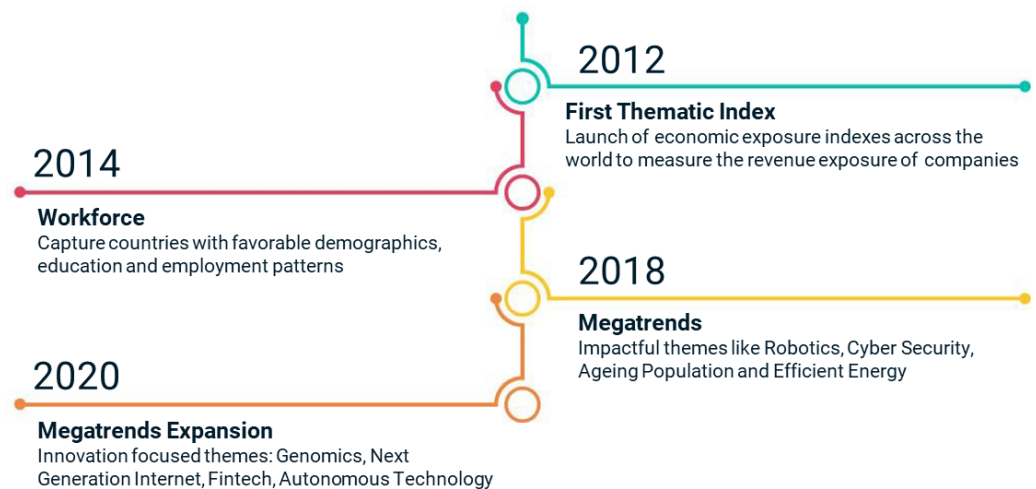 2012
First Thematic Index
Launch of economic exposure indexes across the
world to measure the revenue exposure of companies
2014
Workforce
Capture countries with favorable demographics,
education and employment patterns
2018
Megatrends
Impactful themes like Robotics, Cyber Security,
Ageing Population and Efficient Energy
2020
Megatrends Expansion
Innovation focused themes: Genomics, Next
Generation Internet, Fintech, Autonomous Technology